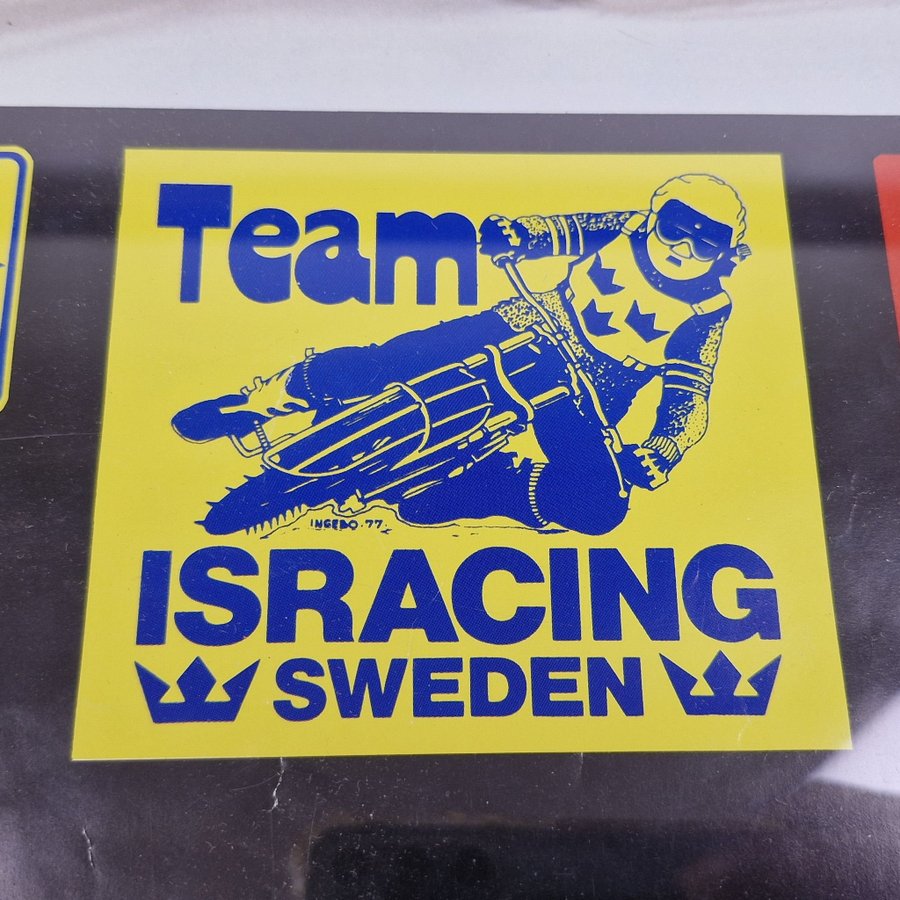 Team
INGEBO·77.
ISRACING
SWEDEN